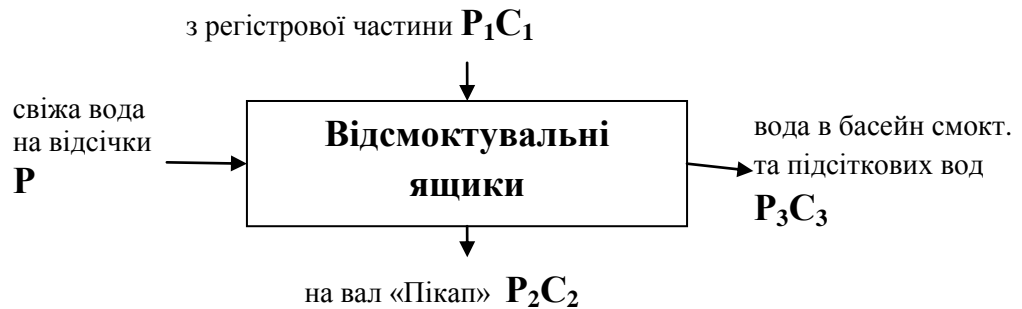 з регістрової частини P₁C₁
свіжа вода
на відсічки
P
Відсмоктувальні
ящики
вода в басейн смокт.
та підсіткових вод
P₃C₃
на вал «Пікап» P₂C₂